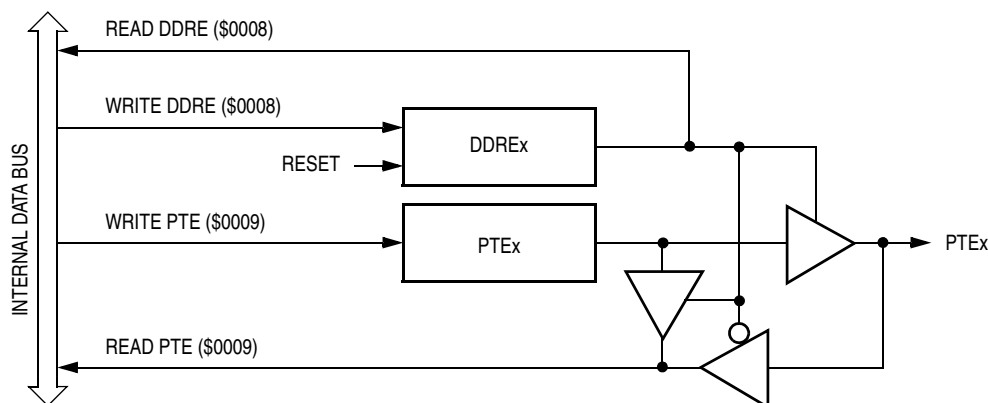 READ DDRE ($0008)
WRITE DDRE ($0008)
DDREx
RESET
WRITE PTE ($0009)
PTEx
PTEx
READ PTE ($0009)
INTERNAL DATA BUS